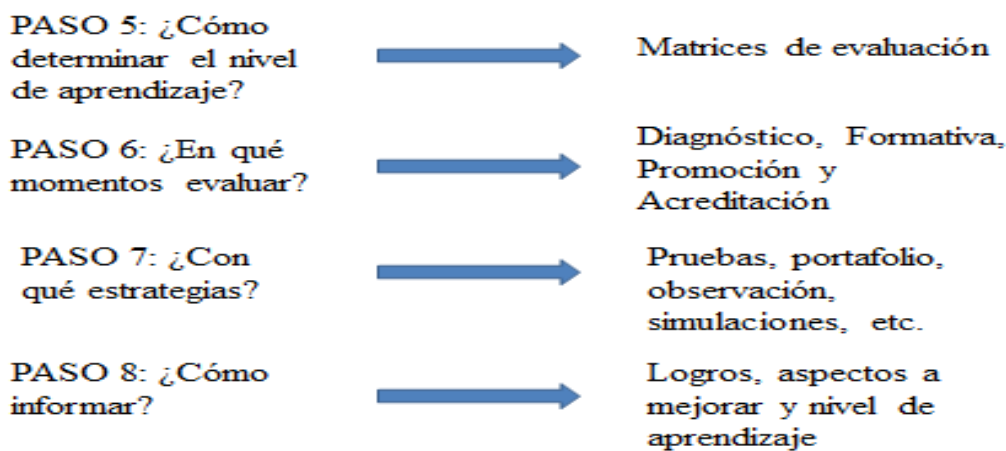 PASO 5: ¿Cómo
determinar el nivel
de aprendizaje?
Matrices de evaluación
PASO 6: ¿En qué
momentos evaluar?
Diagnóstico, Formativa,
Promoción y
Acreditación
PASO 7: ¿Con
qué estrategias?
Pruebas, portafolio,
observación,
simulaciones, etc.
PASO 8: ¿Cómo
informar?
Logros, aspectos a
mejorar y nivel de
aprendizaje